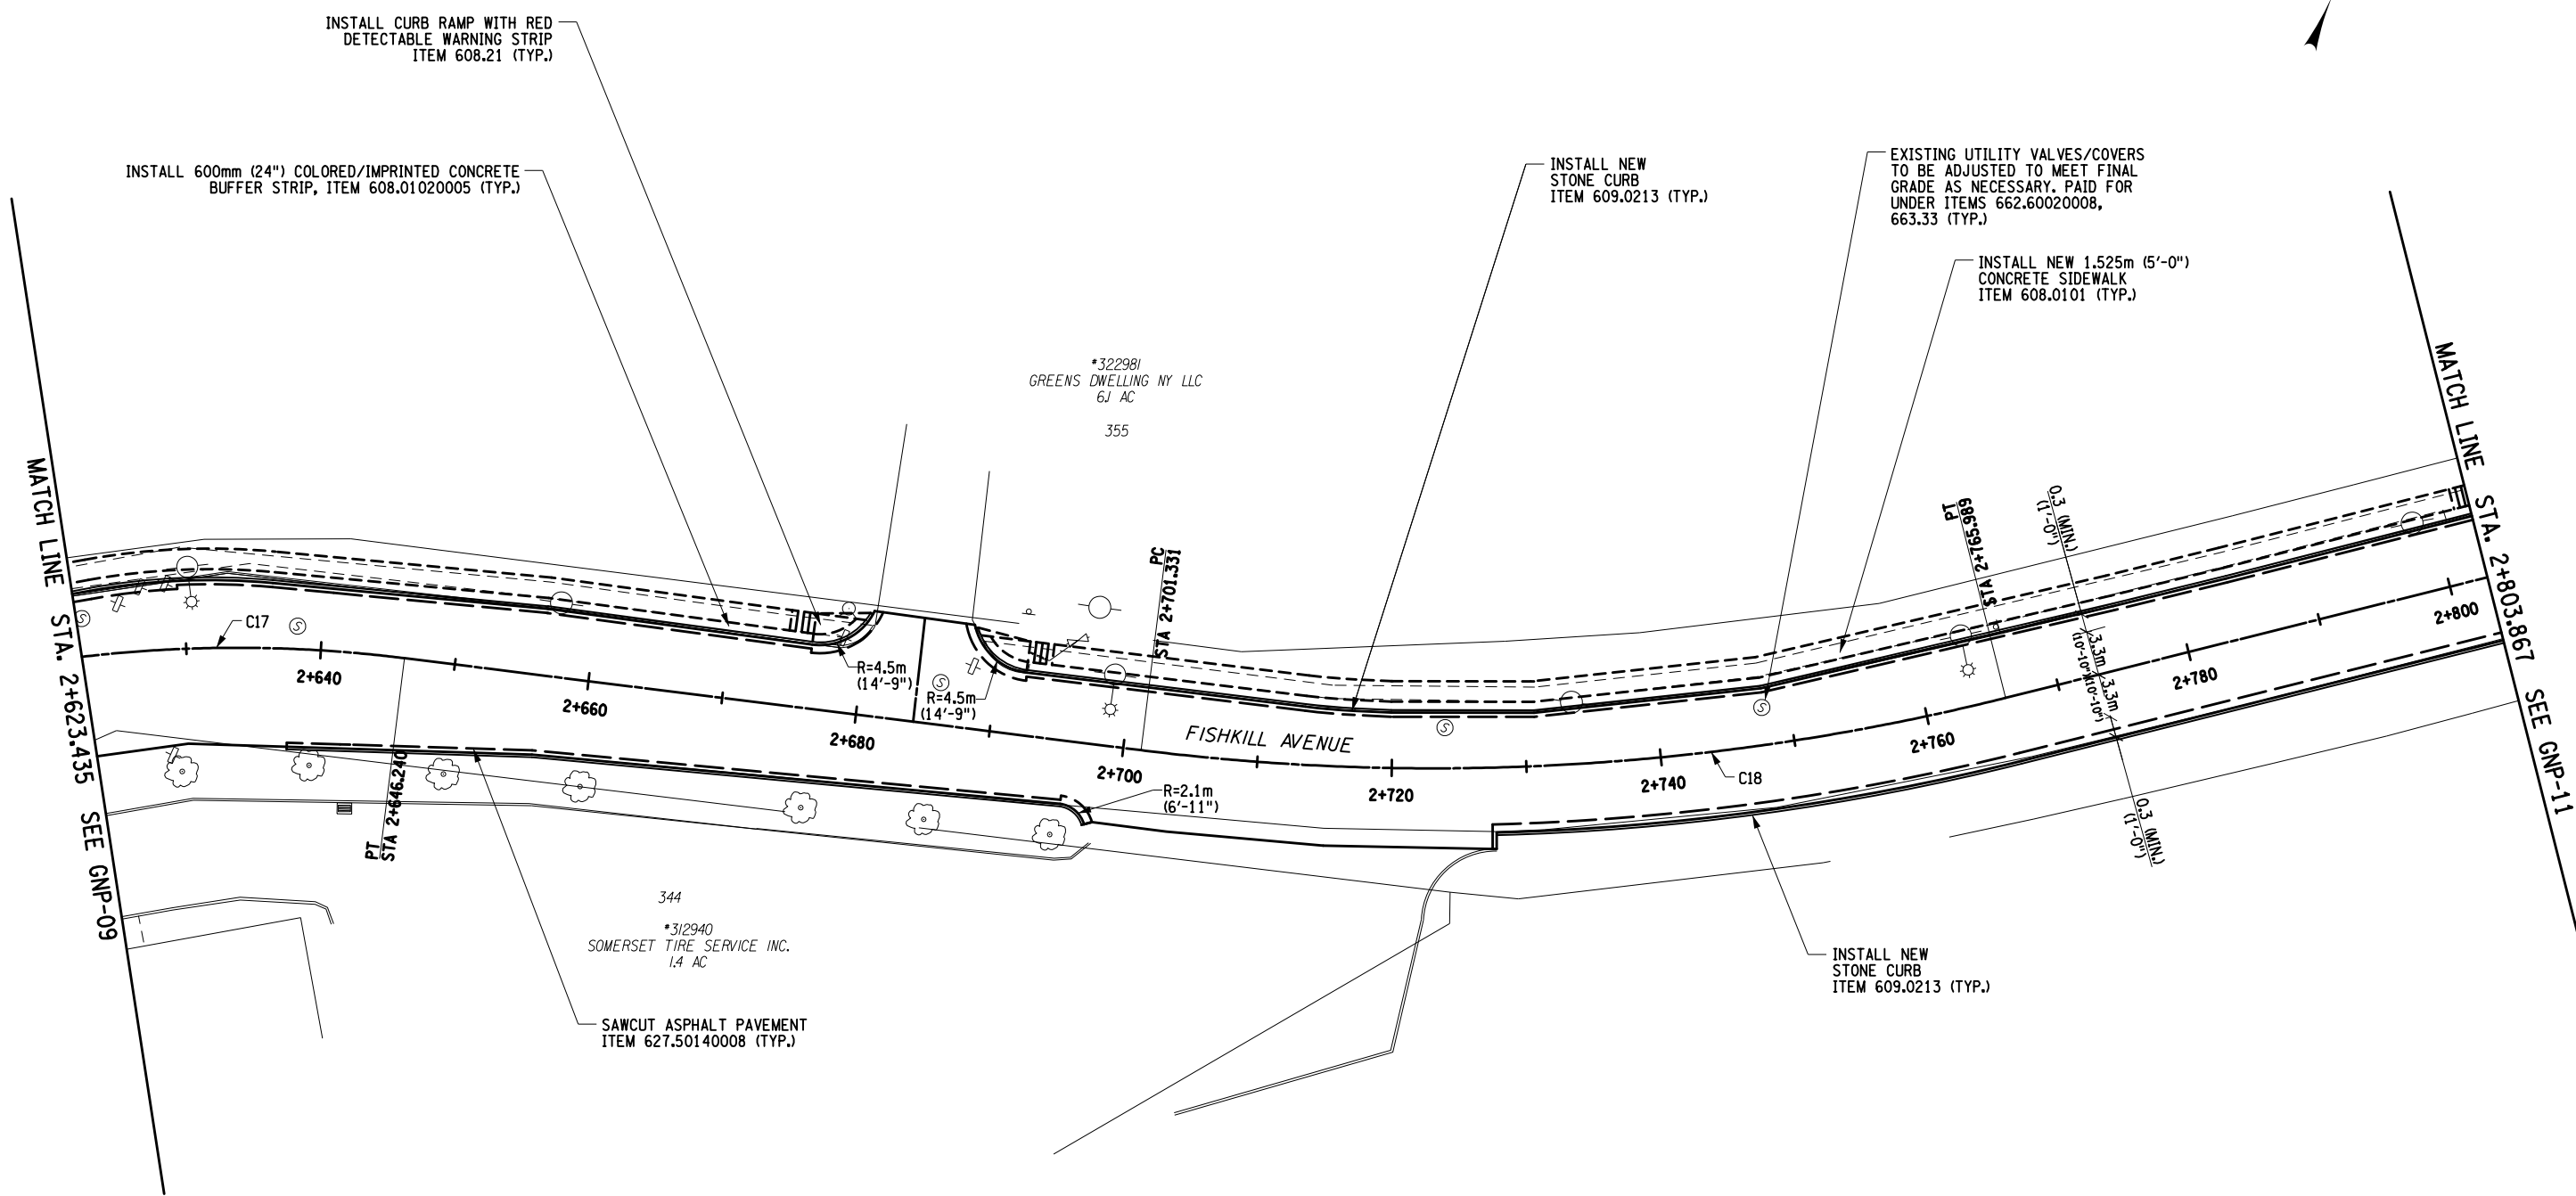 INSTALL CURB RAMP WITH RED
DETECTABLE WARNING STRIP
ITEM 608.21 (TYP.)
INSTALL 600mm (24") COLORED/IMPRINTED CONCRETE
BUFFER STRIP, ITEM 608.01020005 (TYP.)
INSTALL NEW
STONE CURB
ITEM 609.0213 (TYP.)
EXISTING UTILITY VALVES/COVERS
TO BE ADJUSTED TO MEET FINAL
GRADE AS NECESSARY. PAID FOR
UNDER ITEMS 662.60020008,
663.33 (TYP.)
INSTALL NEW 1.525m (5'-0")
CONCRETE SIDEWALK
ITEM 608.0101 (TYP.)
*322981
GREENS DWELLING NY LLC
6.1 AC
355
MATCH LINE STA. 2+623.435 SEE GNP-09
MATCH LINE STA. 2+803.867 SEE GNP-11
C17
2+640
2+660
2+680
2+700
2+720
2+740
2+760
2+780
2+800
R=4.5m
(14'-9")
R=4.5m
(14'-9")
PC
STA 2+701.331
PT
STA 2+765.989
0.3 (MIN.)
(1'-0")
3.3m
(10'-10")
3.3m
(10'-10")
0.3 (MIN.)
(1'-0")
S
S
S
S
S
FISHKILL AVENUE
C18
R=2.1m
(6'-11")
PT
STA 2+646.240
344
*312940
SOMERSET TIRE SERVICE INC.
1.4 AC
SAWCUT ASPHALT PAVEMENT
ITEM 627.50140008 (TYP.)
INSTALL NEW
STONE CURB
ITEM 609.0213 (TYP.)